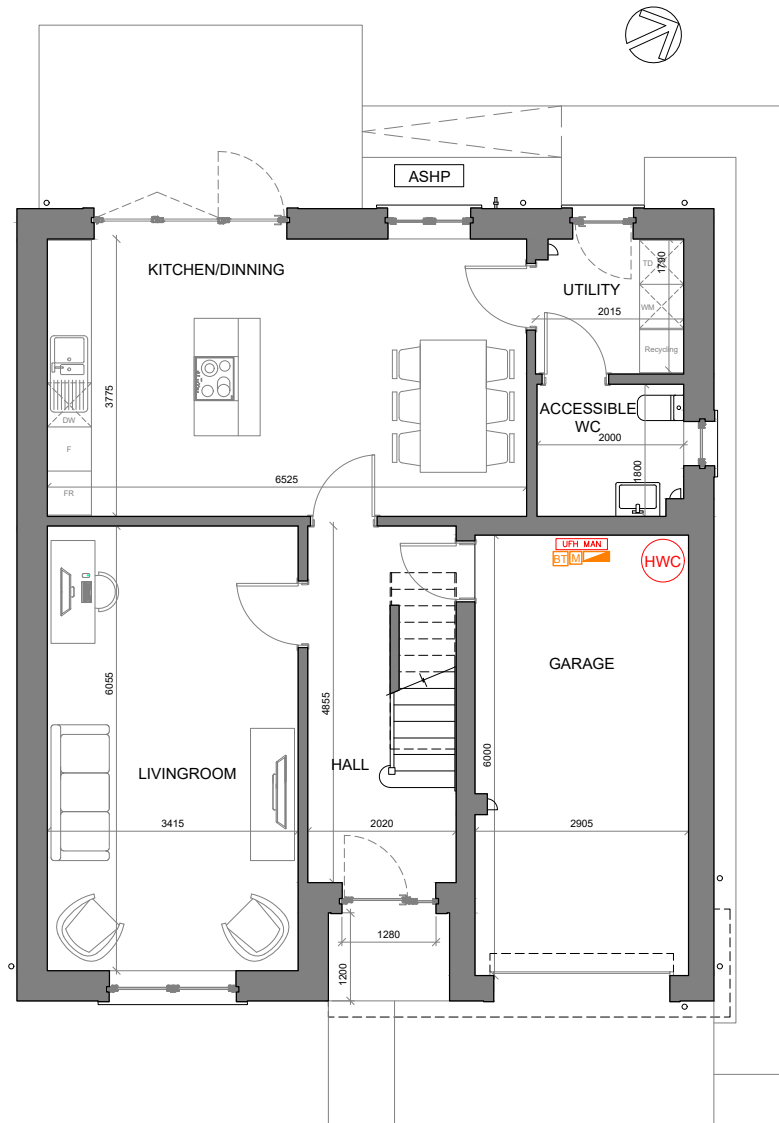 ASHP
KITCHEN/DINNING
UTILITY
TD
1790
2015
WM
Recycling
3775
DW
F
FR
6525
ACCESSIBLE
WC
2000
1800
UFH MAN
BT M
HWC
GARAGE
6055
4855
6000
LIVINGROOM
HALL
3415
2020
2905
1280
1200